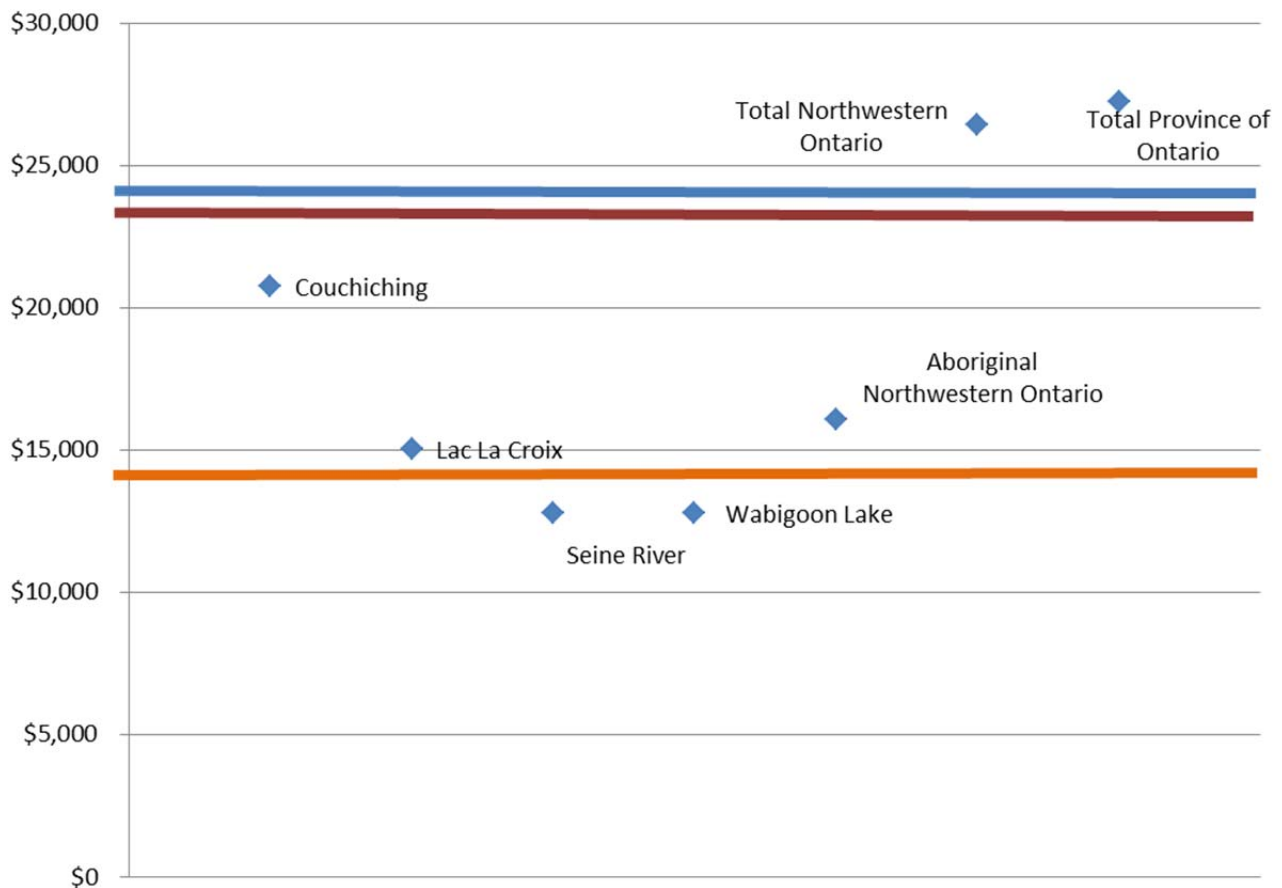 $30,000
Total Northwestern
Ontario
Total Province of
Ontario
$25,000
Couchiching
$20,000
Aboriginal
Northwestern Ontario
$15,000
Lac La Croix
Wabigoon Lake
Seine River
$10,000
$5,000
$0